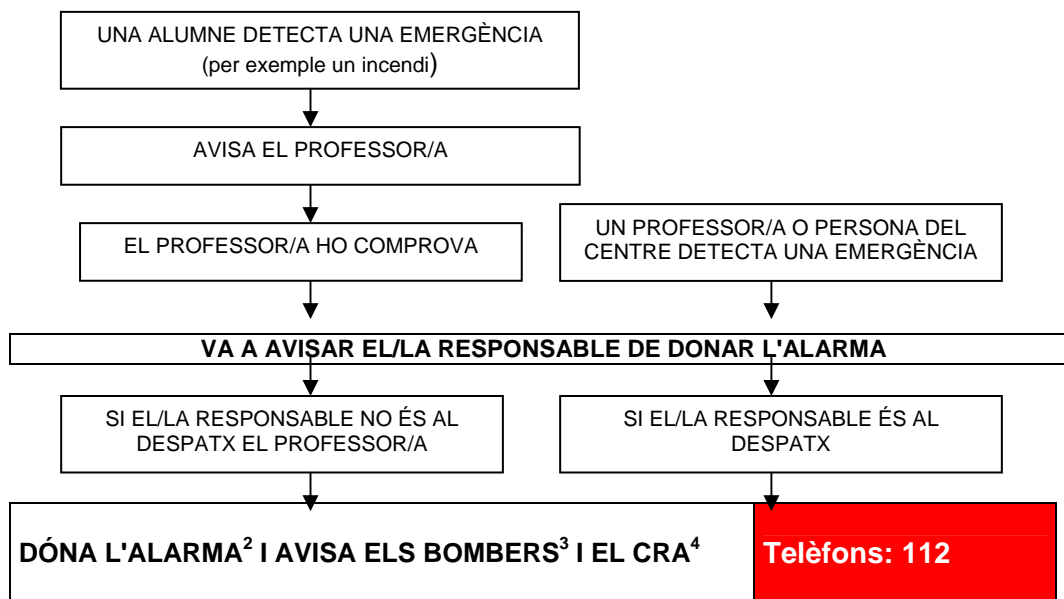 UNA ALUMNE DETECTA UNA EMERGÈNCIA
(per exemple un incendi)
AVISA EL PROFESSOR/A
EL PROFESSOR/A HO COMPROVA
UN PROFESSOR/A O PERSONA DEL
CENTRE DETECTA UNA EMERGÈNCIA
VA A AVISAR EL/LA RESPONSABLE DE DONAR L'ALARMA
SI EL/LA RESPONSABLE NO ÉS AL
DESPATX EL PROFESSOR/A
SI EL/LA RESPONSABLE ÉS AL
DESPATX
DÓNA L'ALARMA² I AVISA ELS BOMBERS³ I EL CRA⁴
Telèfons: 112